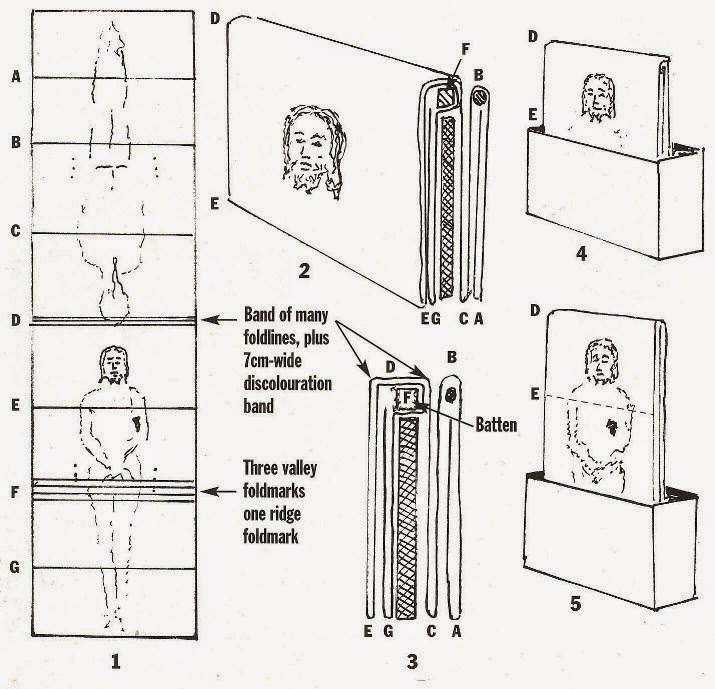 A
B
C
D
E
F
G
1
D
E
F
B
E G C A
2
Band of many
foldlines, plus
7cm-wide
discolouration
band
Three valley
foldmarks
one ridge
foldmark
D
B
F
Batten
E G C A
3
D
E
4
D
E
5